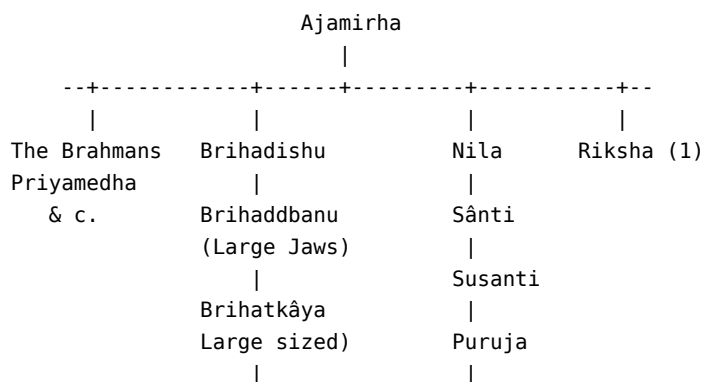 Ajamirha
|
--+------------+------+---------+-----------+--
| | | |
The Brahmans Brihadishu Nila Riksha (1)
Priyamedha | |
& c. Brihaddbanu Sânti
(Large Jaws) |
| Susanti
Brihatkâya |
Large sized) Puruja
| |